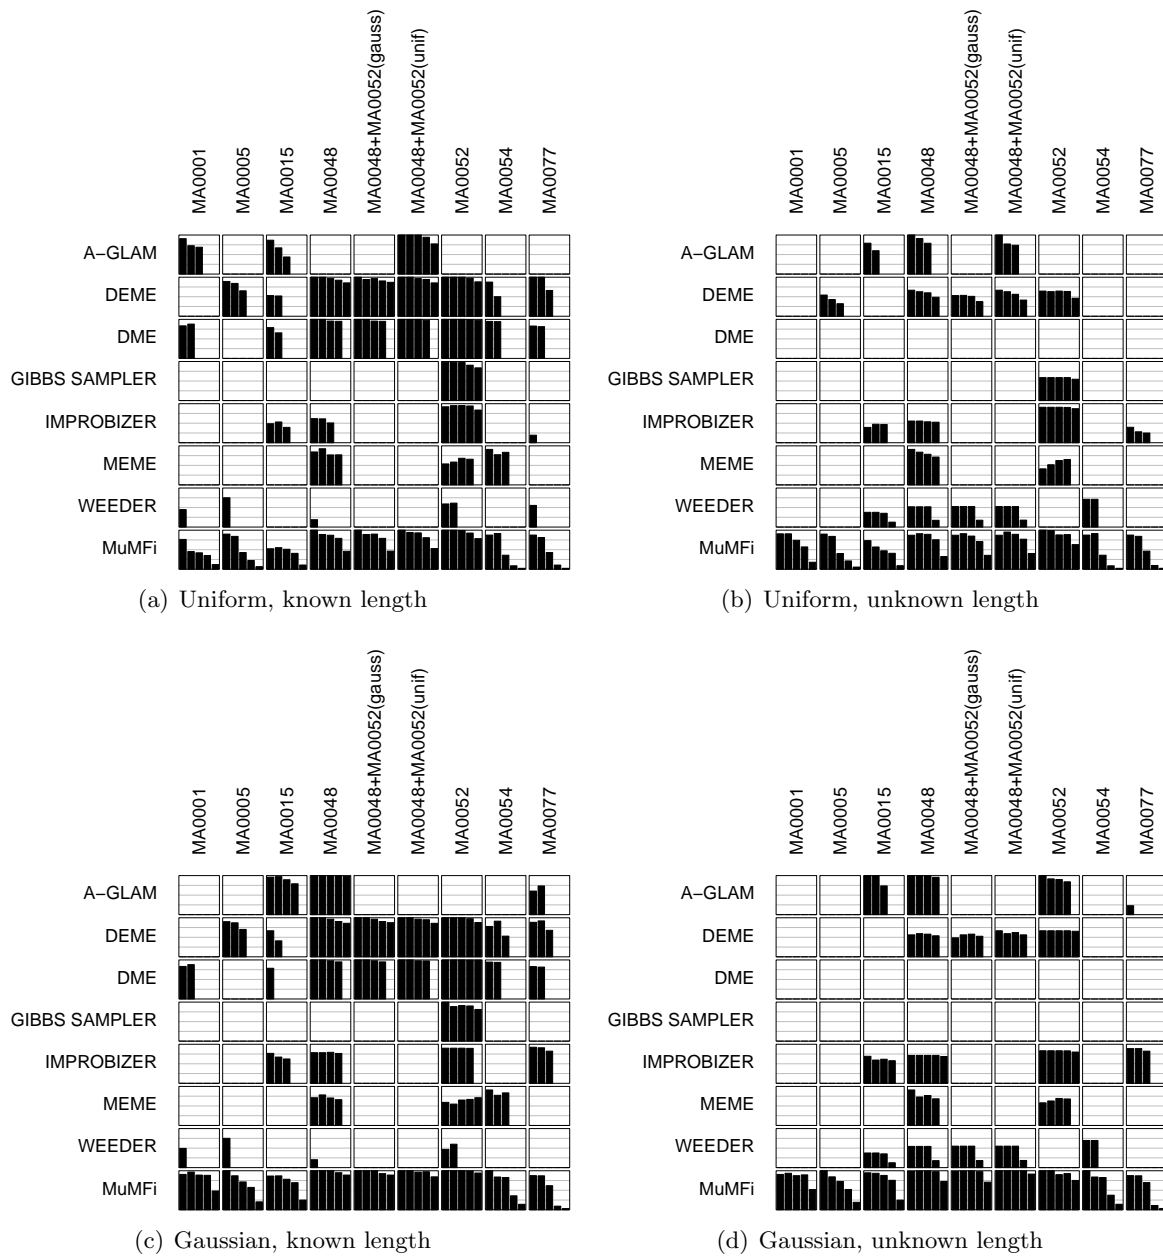 MA0001
MA0005
MA0015
MA0048
MA0048+MA0052(gauss)
MA0048+MA0052(unif)
MA0052
MA0054
MA0077
A−GLAM
DEME
DME
GIBBS SAMPLER
IMPROBIZER
MEME
WEEDER
MuMFi
(a) Uniform, known length
MA0001
MA0005
MA0015
MA0048
MA0048+MA0052(gauss)
MA0048+MA0052(unif)
MA0052
MA0054
MA0077
A−GLAM
DEME
DME
GIBBS SAMPLER
IMPROBIZER
MEME
WEEDER
MuMFi
(b) Uniform, unknown length
MA0001
MA0005
MA0015
MA0048
MA0048+MA0052(gauss)
MA0048+MA0052(unif)
MA0052
MA0054
MA0077
A−GLAM
DEME
DME
GIBBS SAMPLER
IMPROBIZER
MEME
WEEDER
MuMFi
(c) Gaussian, known length
MA0001
MA0005
MA0015
MA0048
MA0048+MA0052(gauss)
MA0048+MA0052(unif)
MA0052
MA0054
MA0077
A−GLAM
DEME
DME
GIBBS SAMPLER
IMPROBIZER
MEME
WEEDER
MuMFi
(d) Gaussian, unknown length